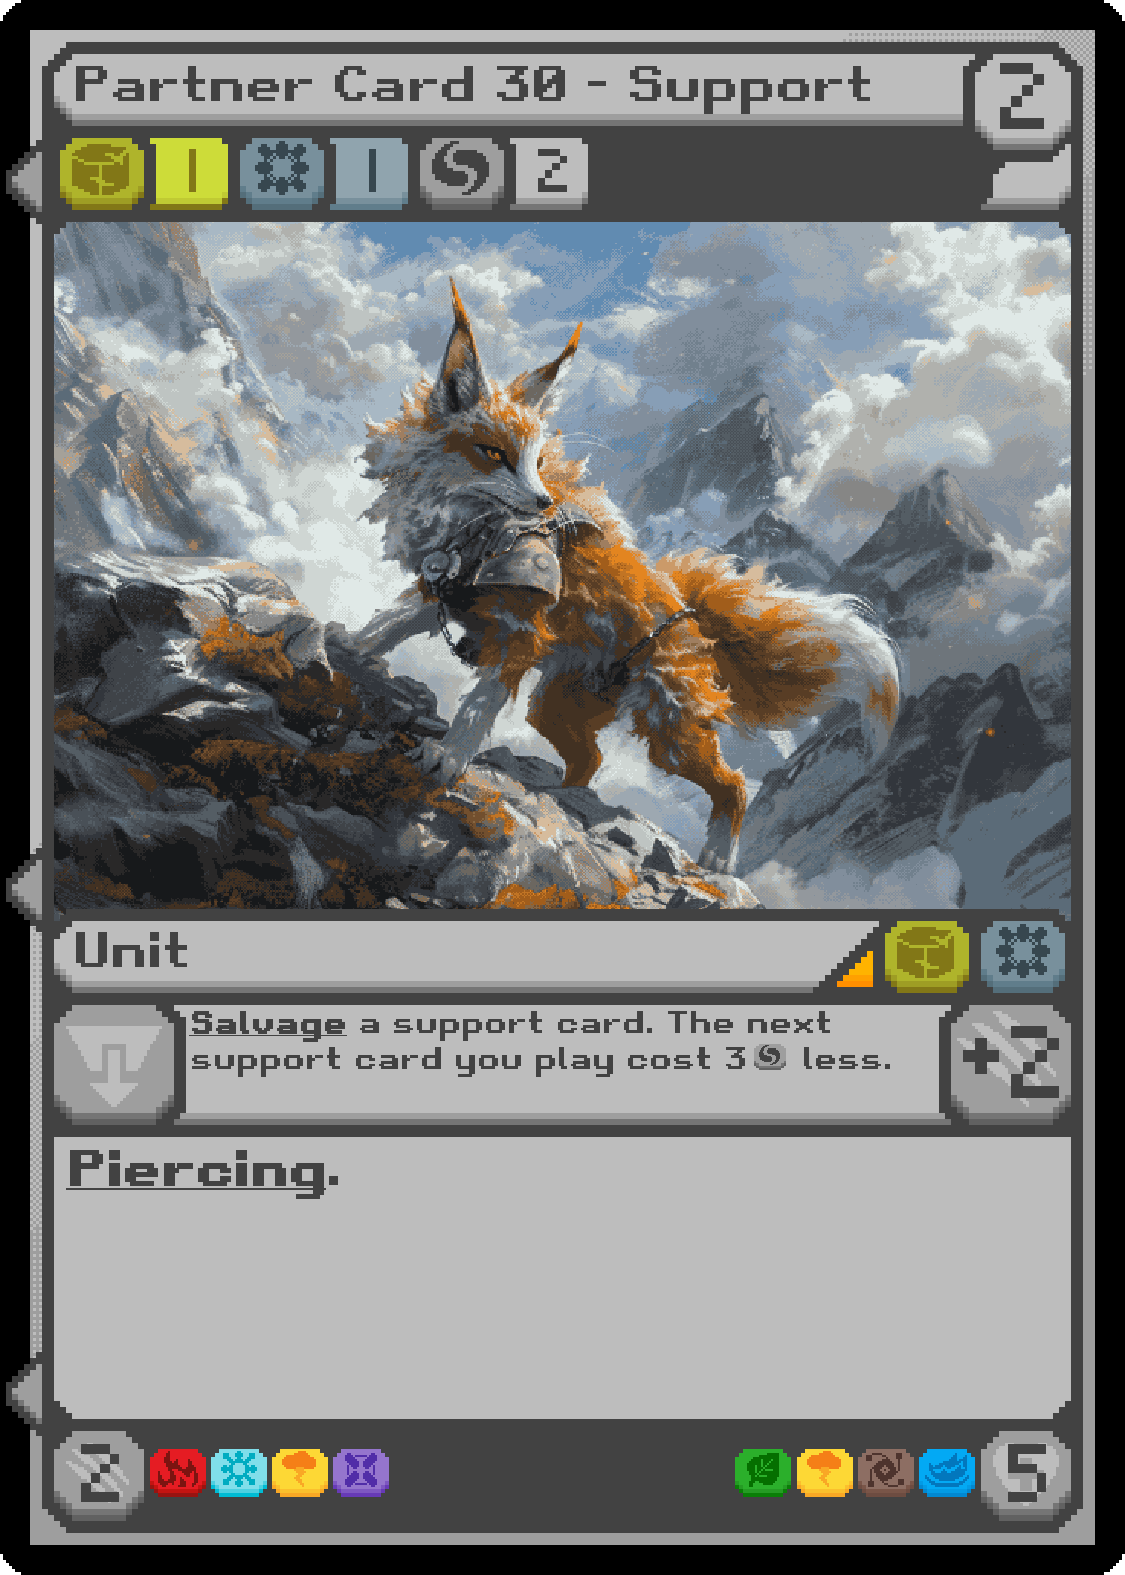 Partner Card 30 - Support
2
1 1 2
Unit
Salvage a support card. The next
support card you play cost 3 less.
+2
Piercing.
2
5